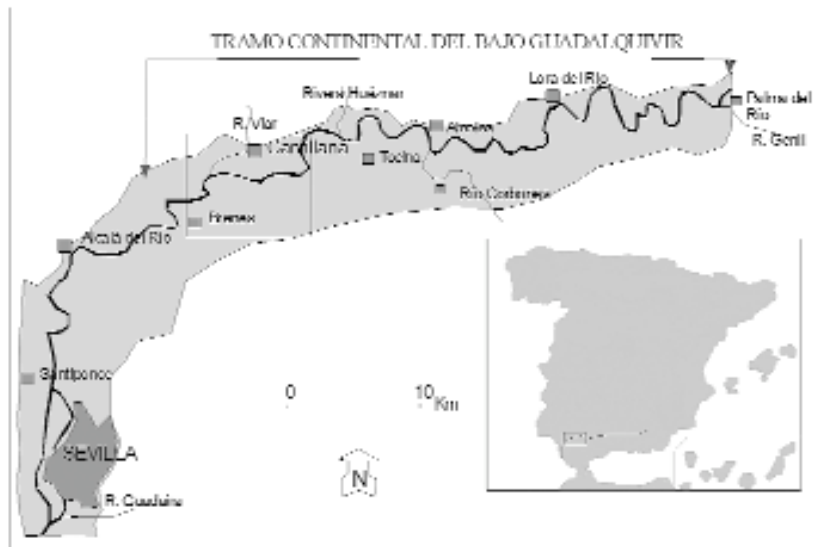 TRAMO CONTINENTAL DEL BAJO GUADALQUIVIR
Lora del Río
Palma del
Río
R. Genil
R. Viar
Cantillana
Tocina
Brenes
Alcalá del Río
Santiponce
0
10
Km
SEVILLA
R. Guadaira
N